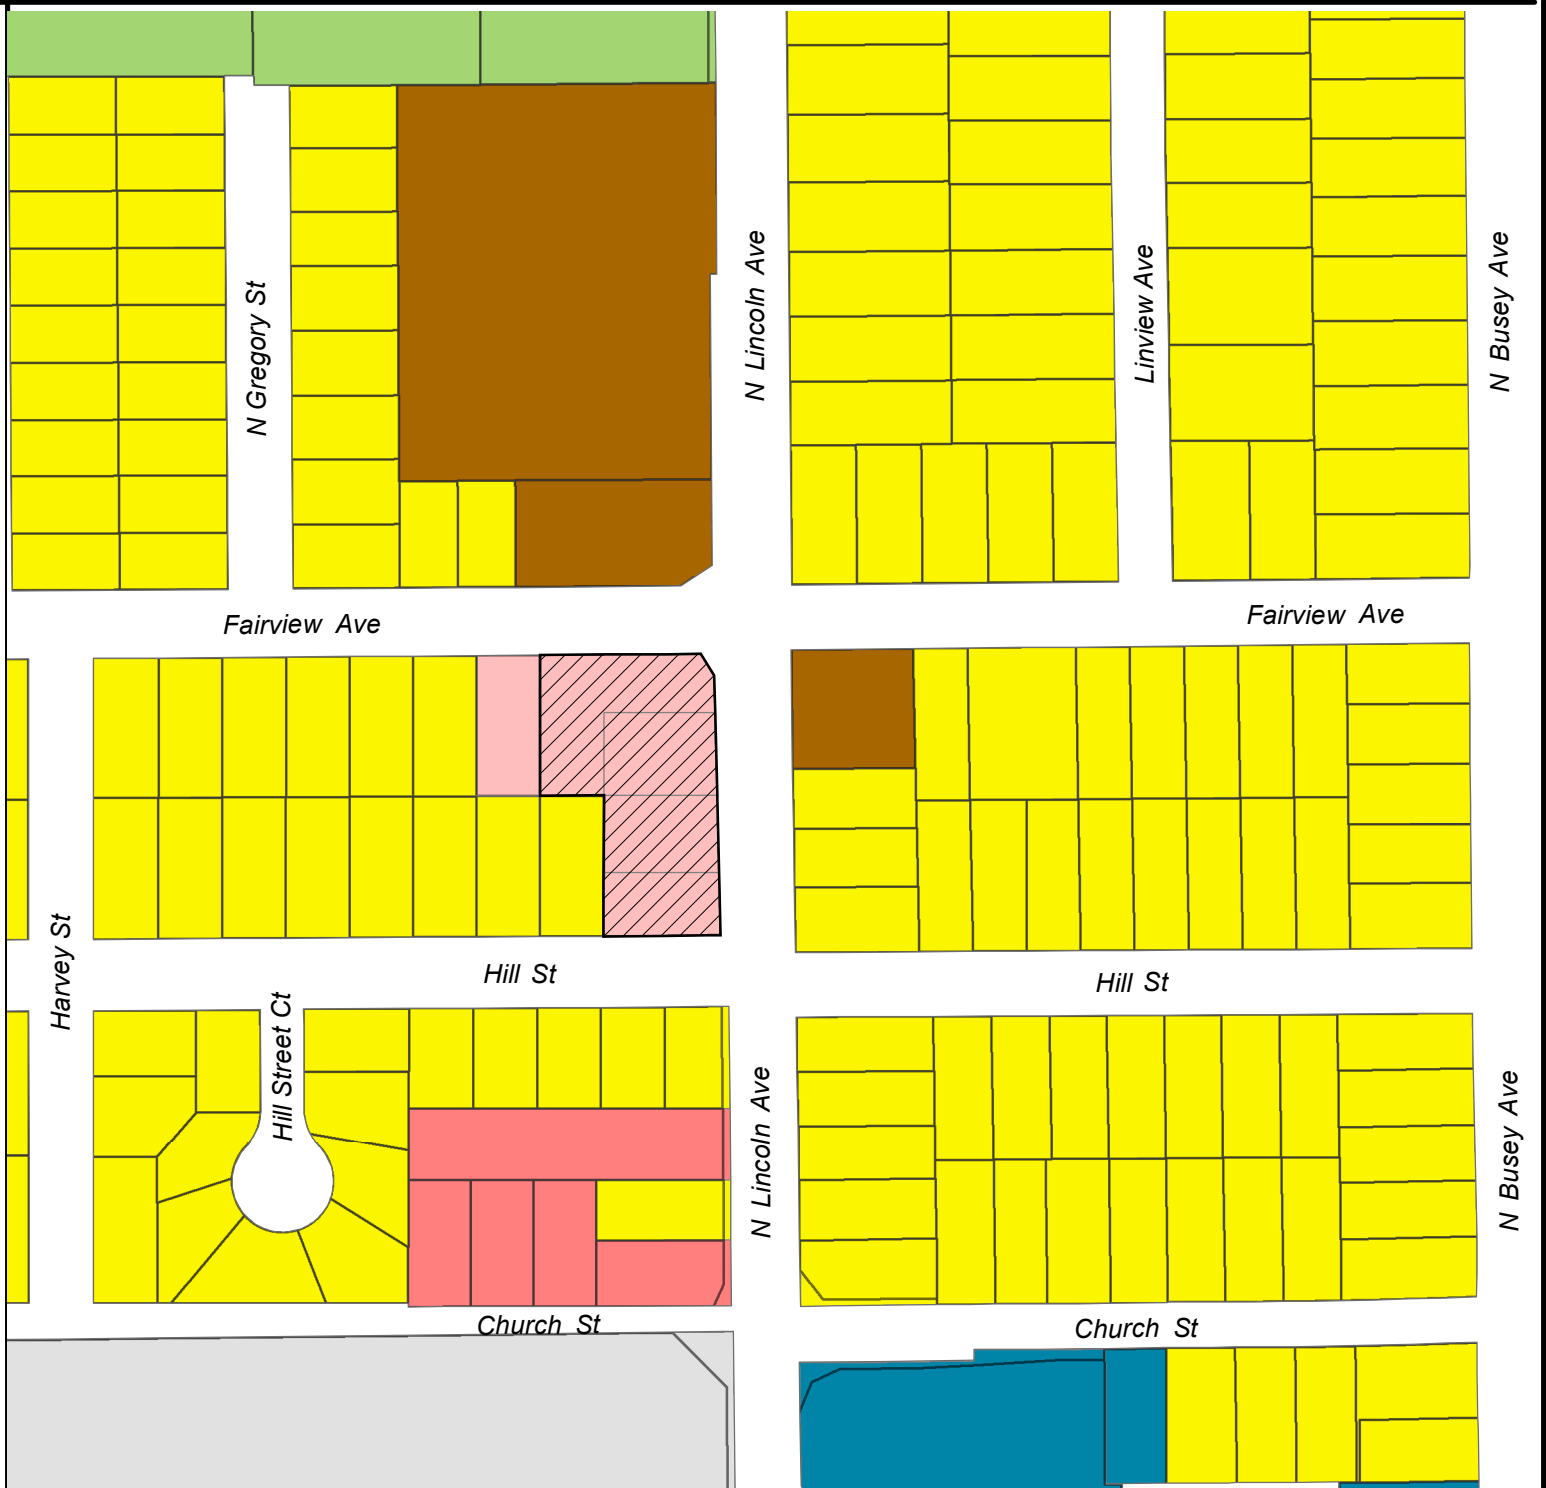 N Gregory St
N Lincoln Ave
Linview Ave
N Busey Ave
Fairview Ave
Fairview Ave
Harvey St
Hill St
Hill St
Hill Street Ct
N Lincoln Ave
N Busey Ave
Church St
Church St